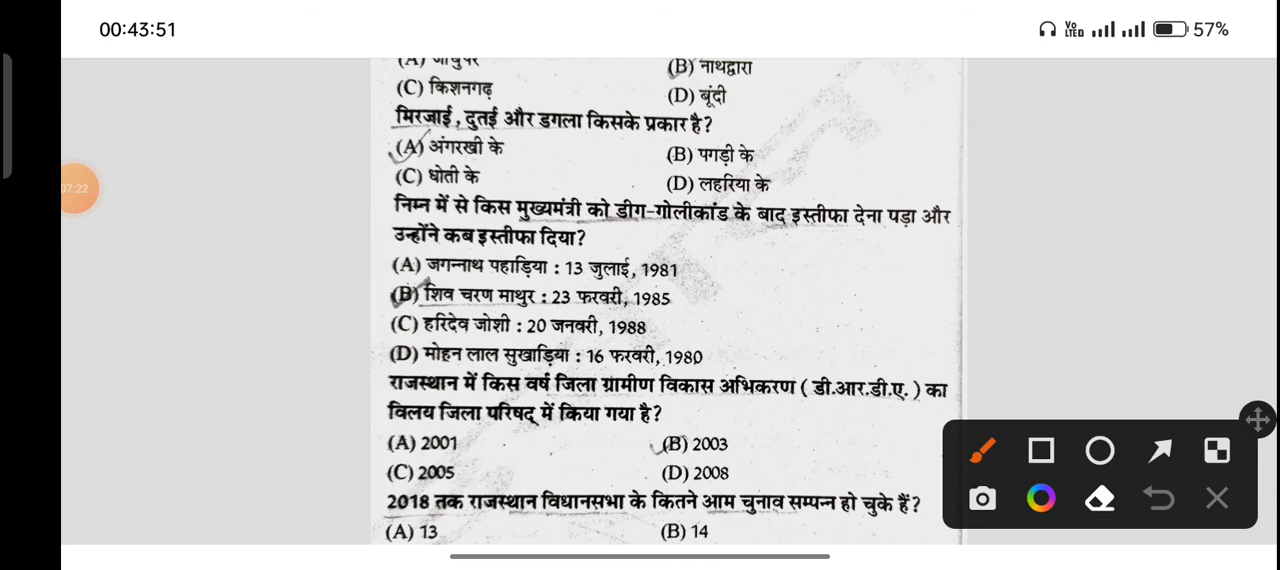 00:43:51
57%
(B) नाथद्वारा
(C) किशनगढ़
(D) बूंदी
मिरजाई, दुतई और डगला किसके प्रकार है?
(A) अंगरखी के
(B) पगड़ी के
(C) धोती के
(D) लहरिया के
निम्न में से किस मुख्यमंत्री को डीग-गोलीकांड के बाद इस्तीफा देना पड़ा और
उन्होंने कब इस्तीफा दिया?
(A) जगन्नाथ पहाड़िया : 13 जुलाई, 1981
(B) शिव चरण माथुर : 23 फरवरी, 1985
(C) हरिदेव जोशी : 20 जनवरी, 1988
(D) मोहन लाल सुखाड़िया : 16 फरवरी, 1980
राजस्थान में किस वर्ष जिला ग्रामीण विकास अभिकरण ( डी.आर.डी.ए. ) का
विलय जिला परिषद् में किया गया है?
(A) 2001
(B) 2003
(C) 2005
(D) 2008
2018 तक राजस्थान विधानसभा के कितने आम चुनाव सम्पन्न हो चुके हैं?
(A) 13
(B) 14
07:22